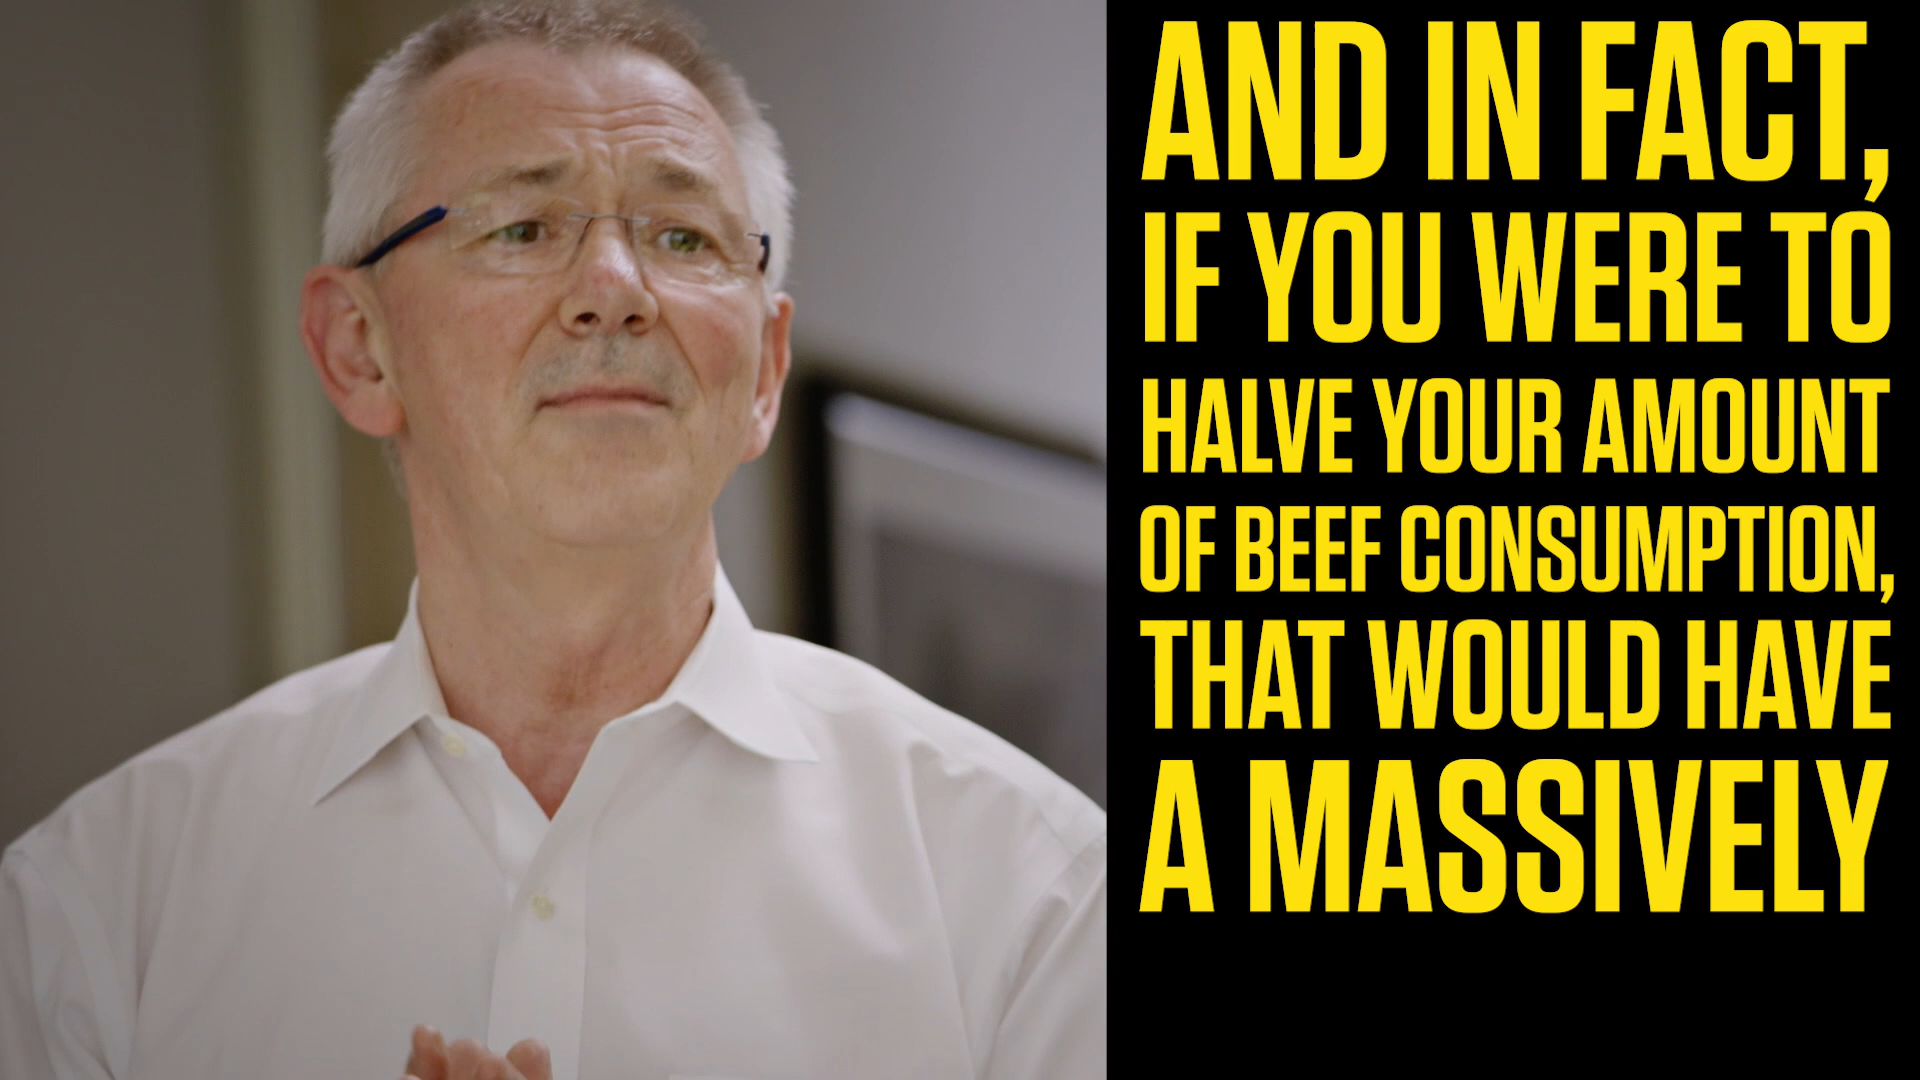 AND IN FACT,
IF YOU WERE TO
HALVE YOUR AMOUNT
OF BEEF CONSUMPTION,
THAT WOULD HAVE
A MASSIVELY